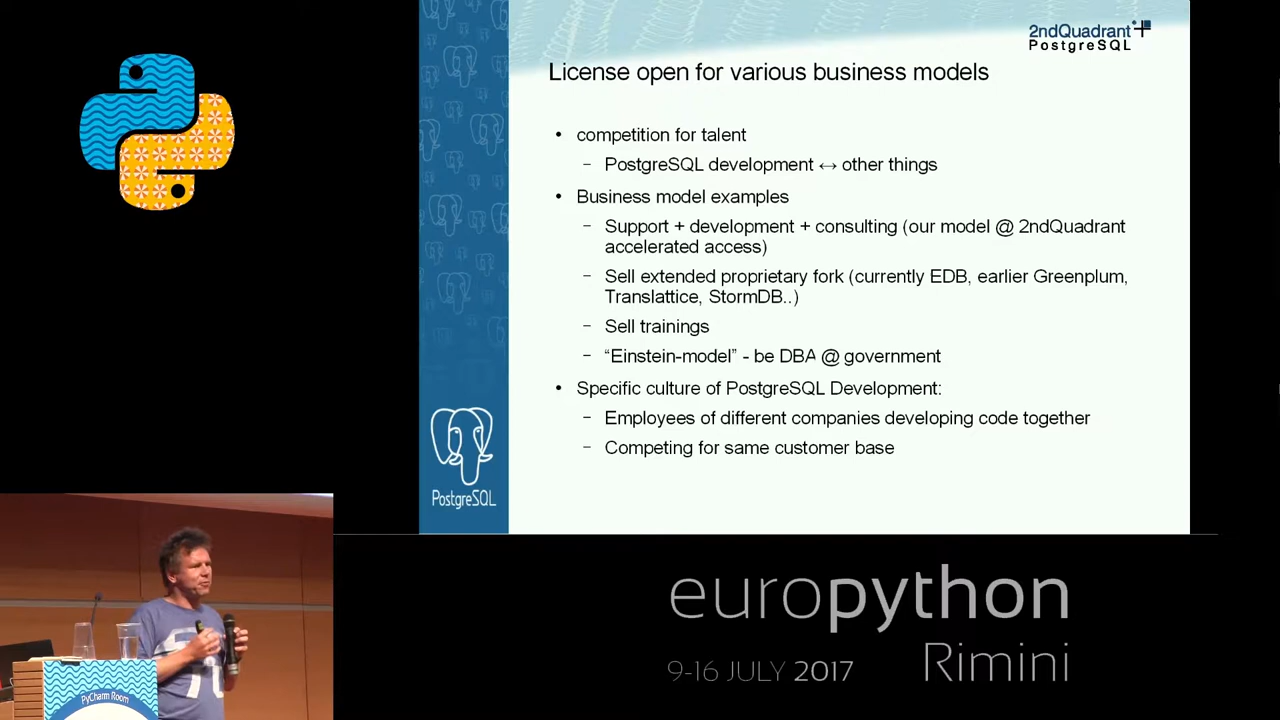 2ndQuadrant
PostgreSQL
License open for various business models
• competition for talent
– PostgreSQL development ↔ other things
• Business model examples
– Support + development + consulting (our model @ 2ndQuadrant
accelerated access)
– Sell extended proprietary fork (currently EDB, earlier Greenplum,
Translattice, StormDB..)
– Sell trainings
– “Einstein-model” - be DBA @ government
• Specific culture of PostgreSQL Development:
– Employees of different companies developing code together
– Competing for same customer base
PostgreSQL
PyCharm Room
europython
Rimini
9-16 JULY 2017